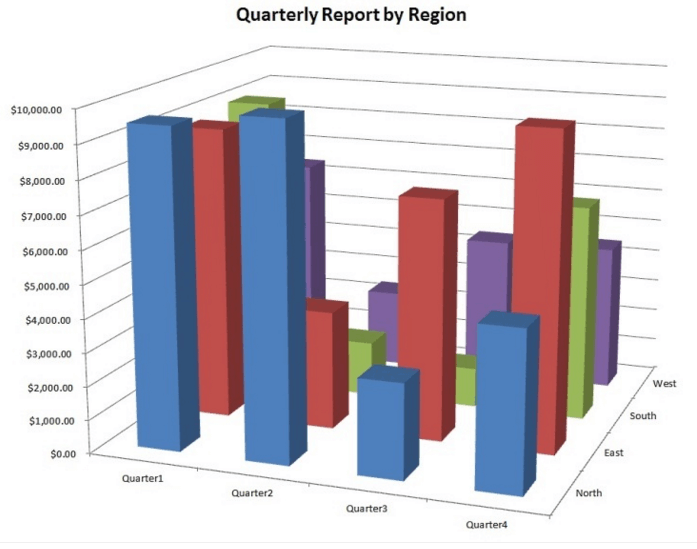 Quarterly Report by Region
$10,000.00
$9,000.00
$8,000.00
$7,000.00
$6,000.00
$5,000.00
$4,000.00
$3,000.00
$2,000.00
$1,000.00
$0.00
Quarter1
Quarter2
Quarter3
Quarter4
North
East
South
West